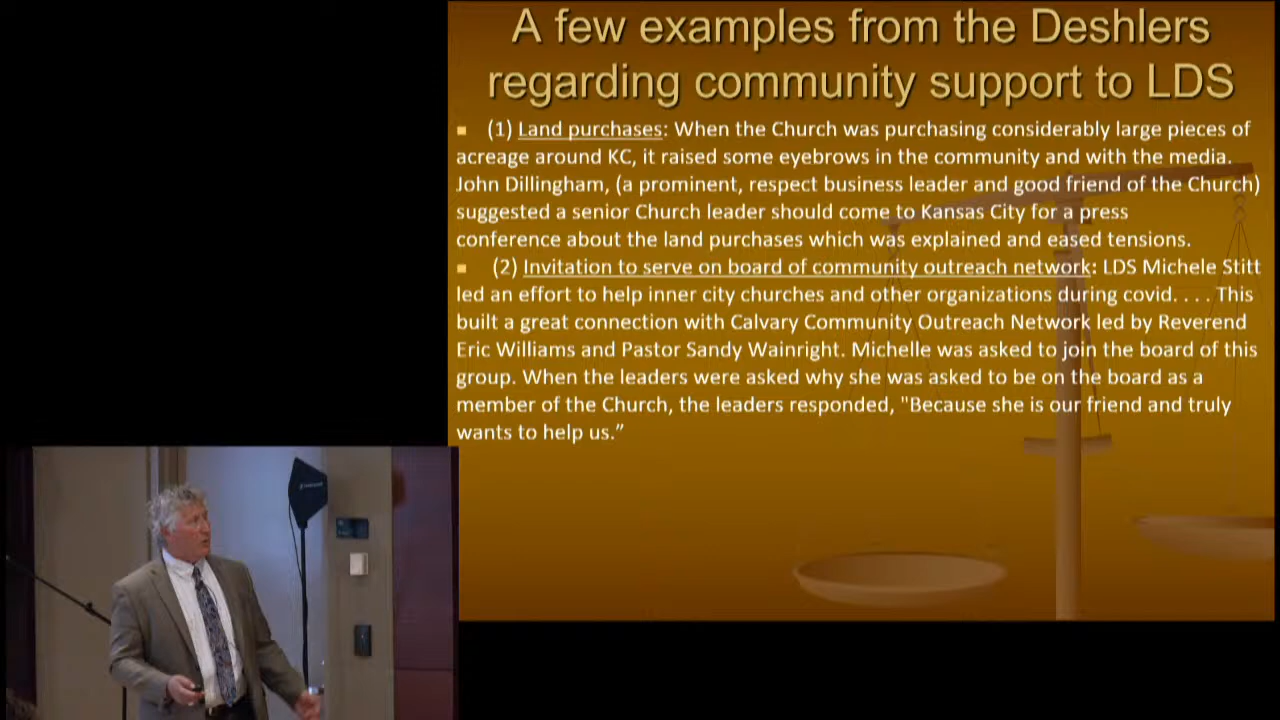 A few examples from the Deshlers
regarding community support to LDS
(1) Land purchases: When the Church was purchasing considerably large pieces of
acreage around KC, it raised some eyebrows in the community and with the media.
John Dillingham, (a prominent, respect business leader and good friend of the Church)
suggested a senior Church leader should come to Kansas City for a press
conference about the land purchases which was explained and eased tensions.
(2) Invitation to serve on board of community outreach network: LDS Michele Stitt
led an effort to help inner city churches and other organizations during covid. . . . This
built a great connection with Calvary Community Outreach Network led by Reverend
Eric Williams and Pastor Sandy Wainright. Michelle was asked to join the board of this
group. When the leaders were asked why she was asked to be on the board as a
member of the Church, the leaders responded, "Because she is our friend and truly
wants to help us.”